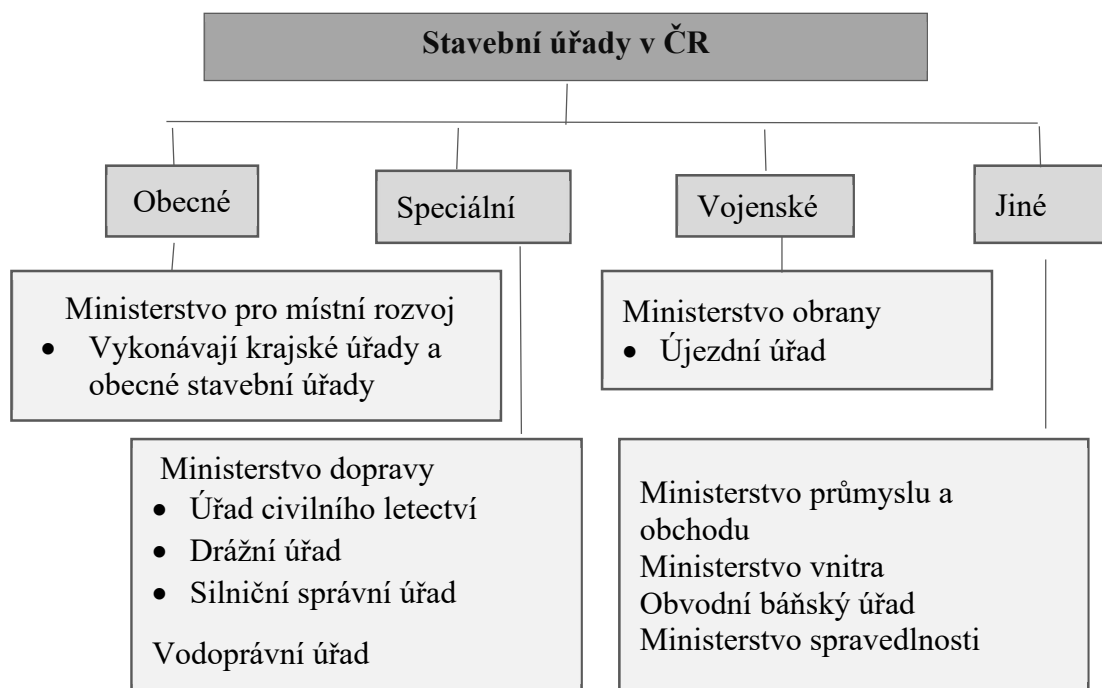 Stavební úřady v ČR
Obecné
Speciální
Vojenské
Jiné
Ministerstvo pro místní rozvoj
• Vykonávají krajské úřady a
obecné stavební úřady
Ministerstvo obrany
• Újezdní úřad
Ministerstvo dopravy
• Úřad civilního letectví
• Drážní úřad
• Silniční správní úřad
Vodoprávní úřad
Ministerstvo průmyslu a
obchodu
Ministerstvo vnitra
Obvodní báňský úřad
Ministerstvo spravedlnosti